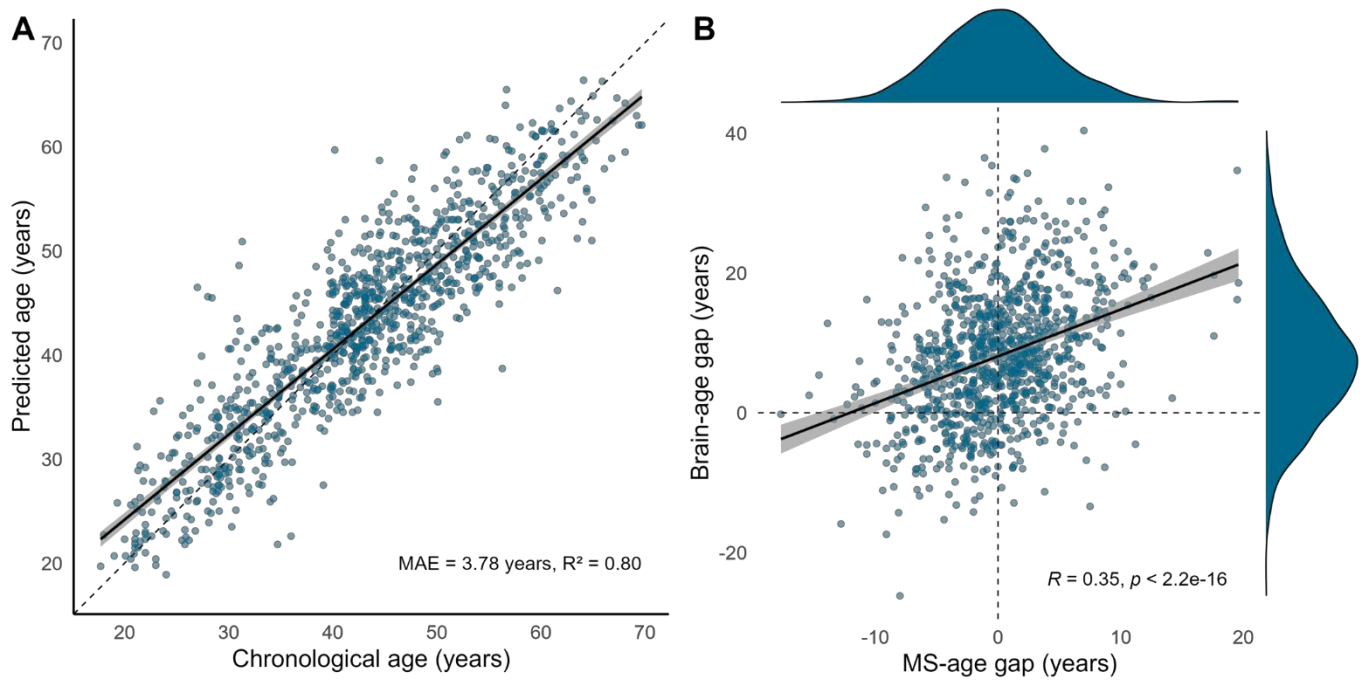 A
70
60
50
40
30
20
Predicted age (years)
MAE = 3.78 years, R² = 0.80
20 30 40 50 60 70
Chronological age (years)
B
40
20
0
-20
Brain-age gap (years)
R = 0.35, p < 2.2e-16
-10 0 10 20
MS-age gap (years)